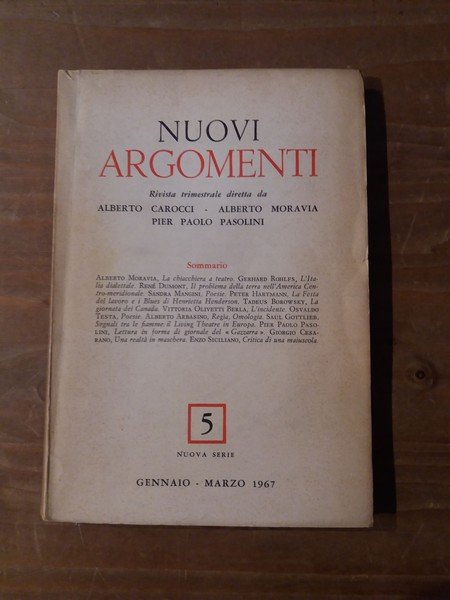 NUOVI
ARGOMENTI
Rivista trimestrale diretta da
ALBERTO CAROCCI - ALBERTO MORAVIA
PIER PAOLO PASOLINI
Sommario
ALBERTO MORAVIA, La chiacchiera a teatro. GERHARD ROHLFS, L'Ita-
lia dialettale. RENÉ DUMONT, Il problema della terra nell'America Cen-
tro-meridionale. SANDRA MANGINI, Poesie. PETER HARTMANN, La Festa
del lavoro e i Blues di Henrietta Henderson. TADEUS BOROWSKY, La
giornata dei Canada. VITTORIA OLIVETTI BERLA, L'incidente. OSVALDO
TESTA, Poesie. ALBERTO ARBASINO, Regìa, Omologìa. SAUL GOTTLIEB,
Segnali tra le fiamme: il Living Theatre in Europa. PIER PAOLO PASO-
LINI, Lettura in forma di giornale del « Gazzarra ». GIORGIO CESA-
RANO, Una realtà in maschera. ENZO SICILIANO, Critica di una maiuscola.
5
NUOVA SERIE
GENNAIO - MARZO 1967